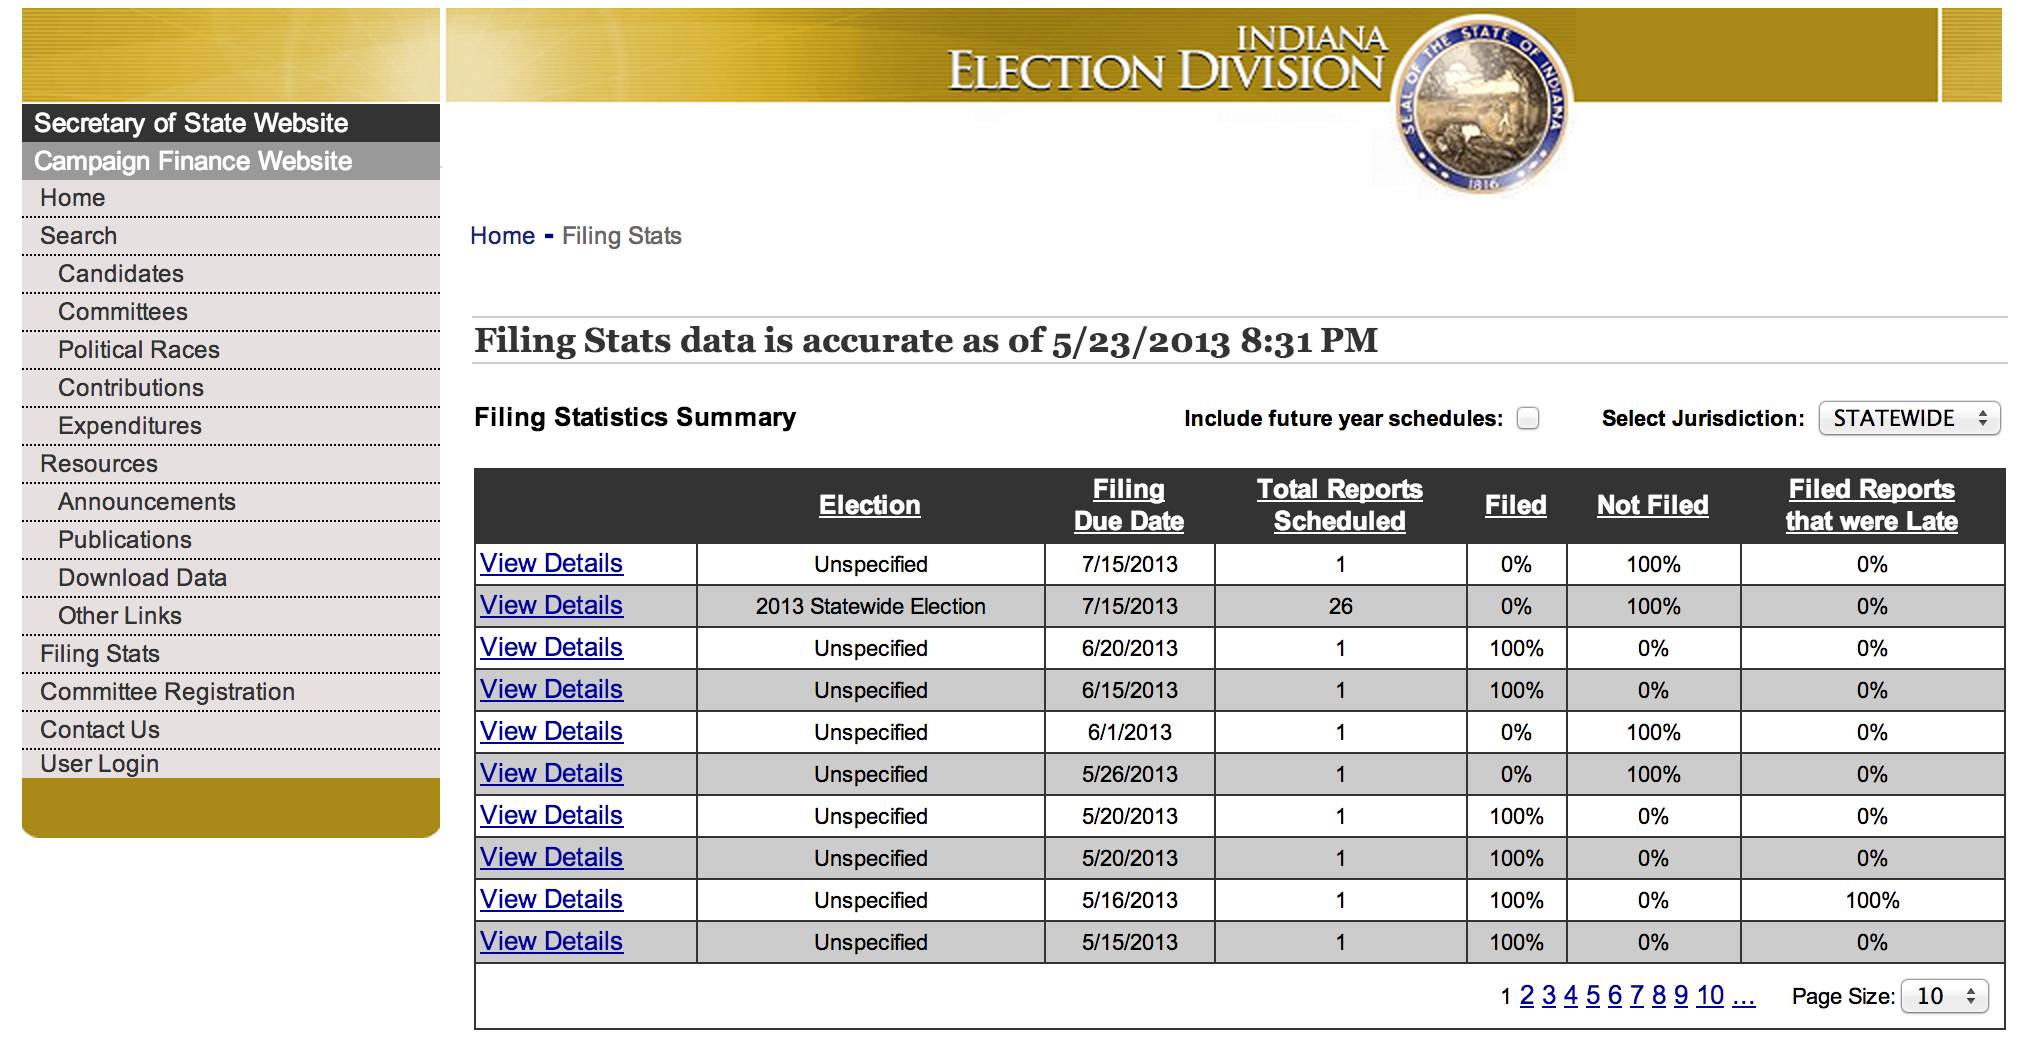 INDIANA
ELECTION DIVISION
SEAL OF THE STATE OF INDIANA
1816
Secretary of State Website
Campaign Finance Website
Home
Search
Candidates
Committees
Political Races
Contributions
Expenditures
Resources
Announcements
Publications
Download Data
Other Links
Filing Stats
Committee Registration
Contact Us
User Login
Home - Filing Stats
Filing Stats data is accurate as of 5/23/2013 8:31 PM
Filing Statistics Summary Include future year schedules: Select Jurisdiction: STATEWIDE
Election Filing Due Date Total Reports Scheduled Filed Not Filed Filed Reports that were Late
View Details Unspecified 7/15/2013 1 0% 100% 0%
View Details 2013 Statewide Election 7/15/2013 26 0% 100% 0%
View Details Unspecified 6/20/2013 1 100% 0% 0%
View Details Unspecified 6/15/2013 1 100% 0% 0%
View Details Unspecified 6/1/2013 1 0% 100% 0%
View Details Unspecified 5/26/2013 1 0% 100% 0%
View Details Unspecified 5/20/2013 1 100% 0% 0%
View Details Unspecified 5/20/2013 1 100% 0% 0%
View Details Unspecified 5/16/2013 1 100% 0% 100%
View Details Unspecified 5/15/2013 1 100% 0% 0%
1 2 3 4 5 6 7 8 9 10 ... Page Size: 10